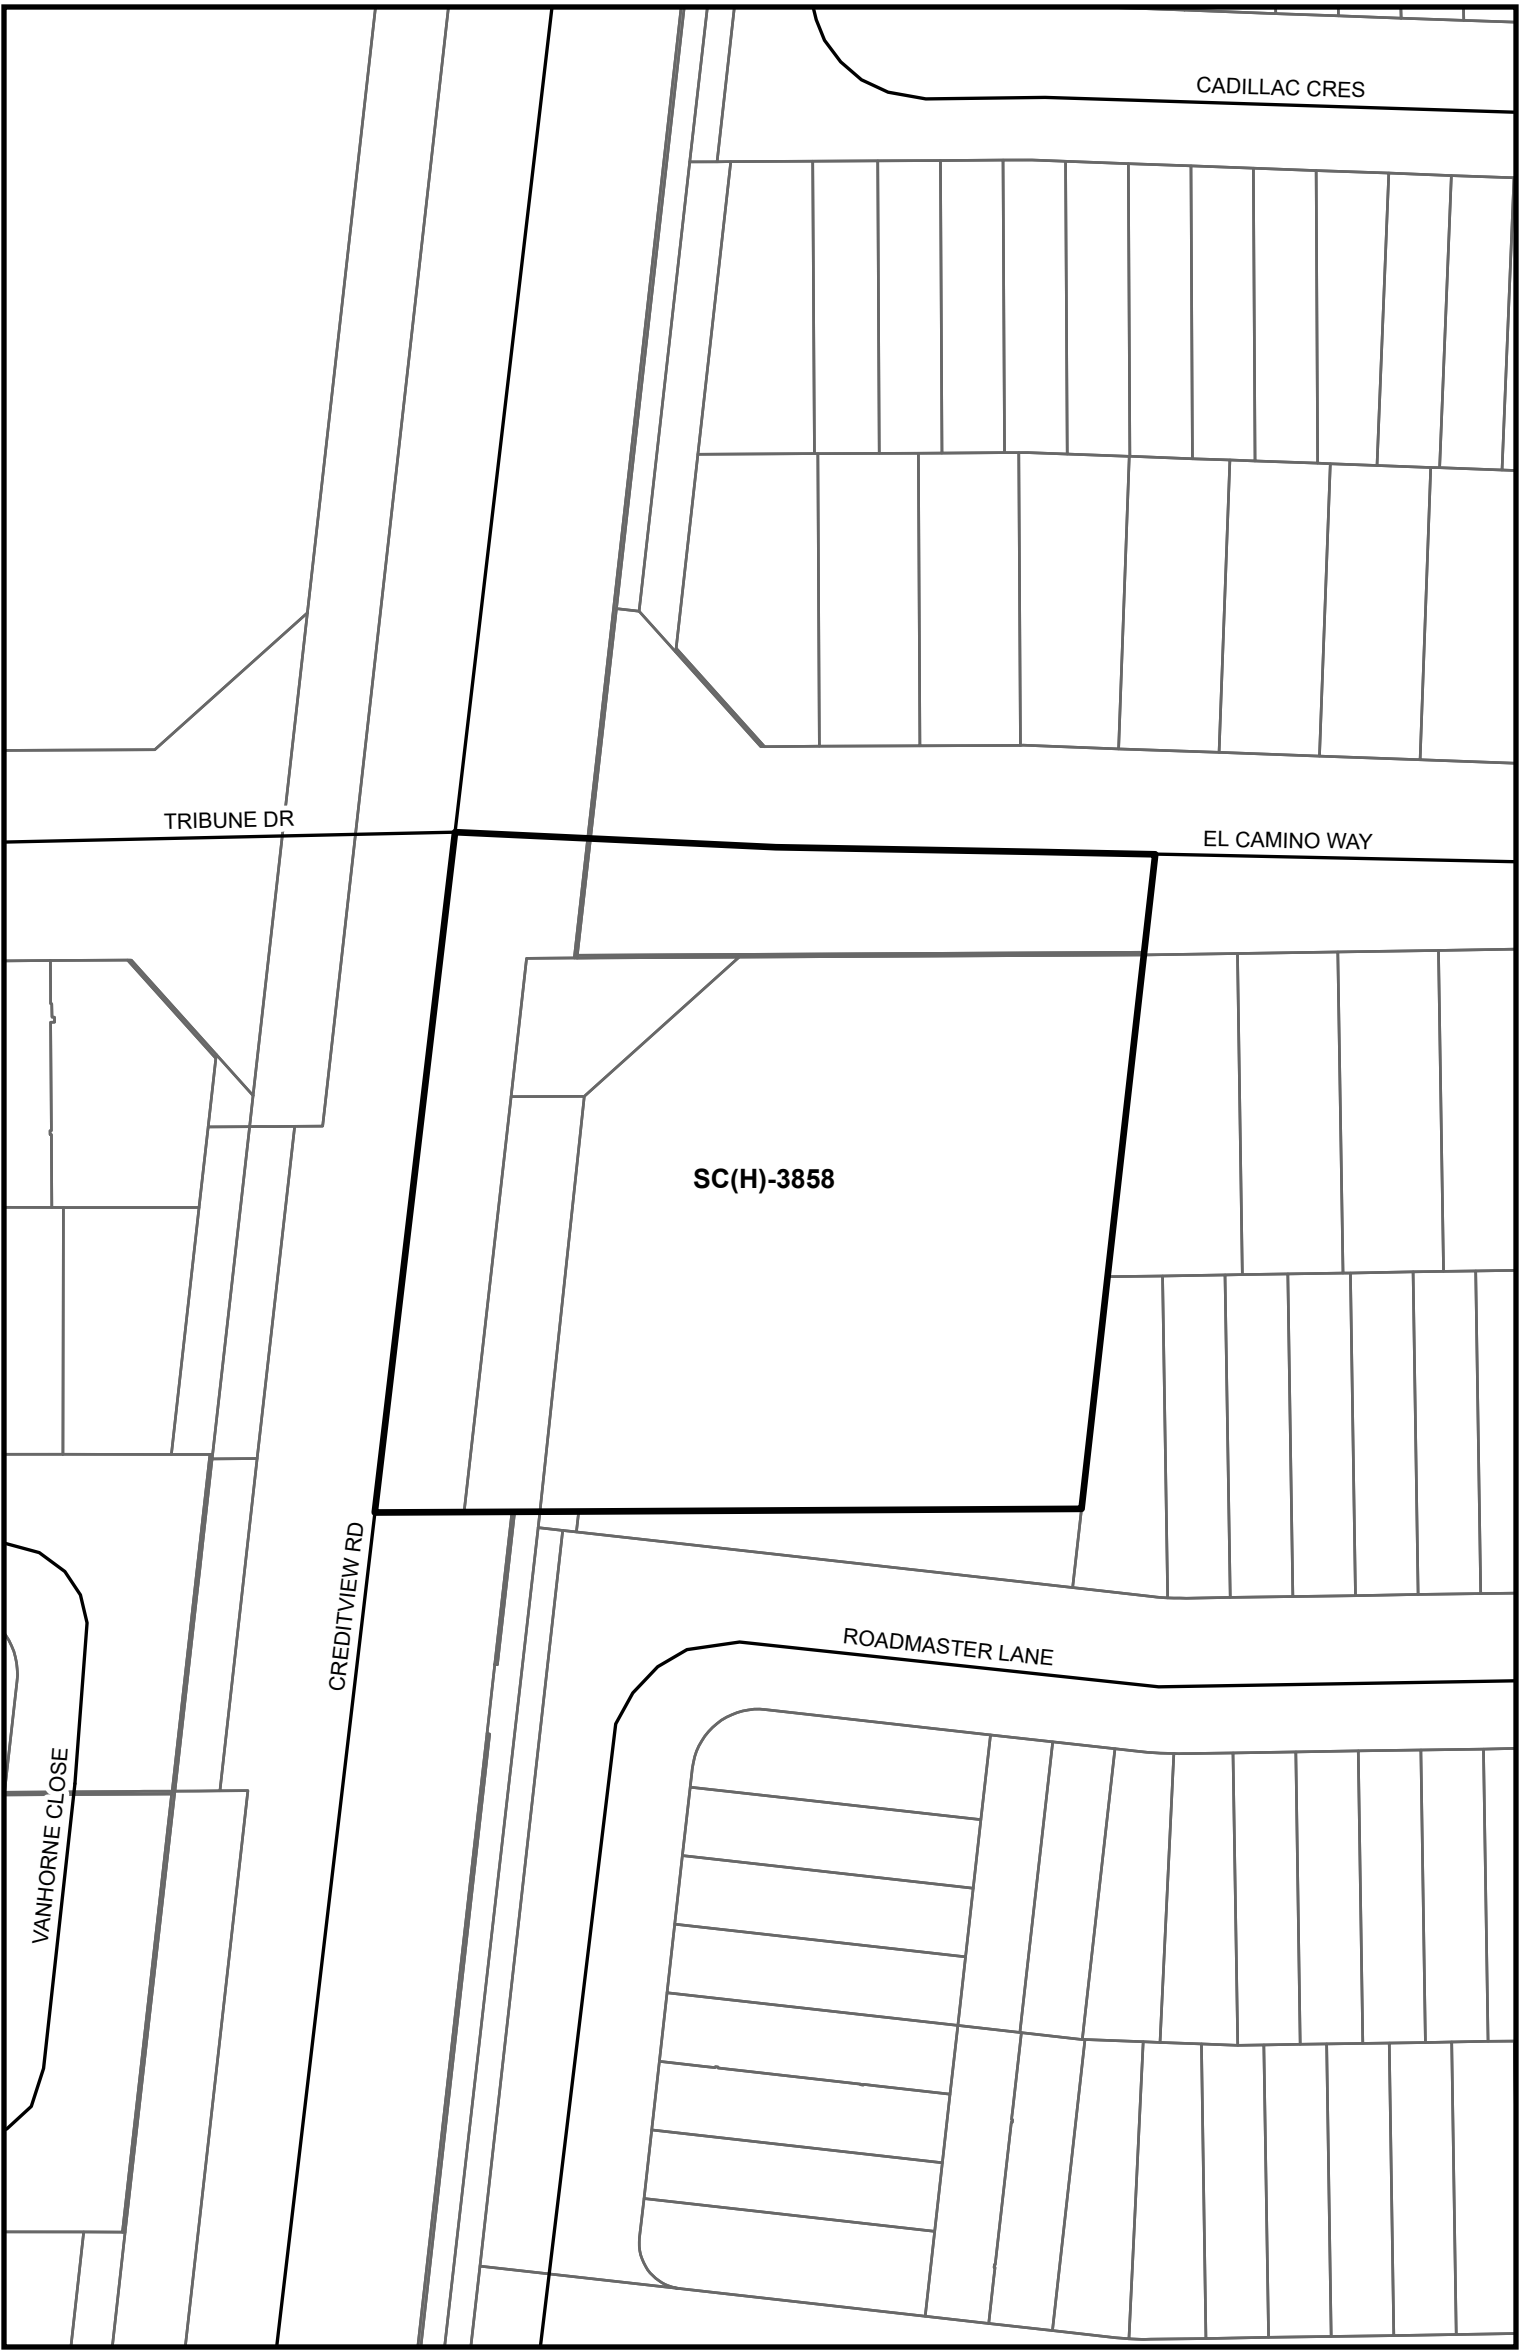 CADILLAC CRES
TRIBUNE DR
EL CAMINO WAY
SC(H)-3858
CREDITVIEW RD
ROADMASTER LANE
VANHORNE CLOSE